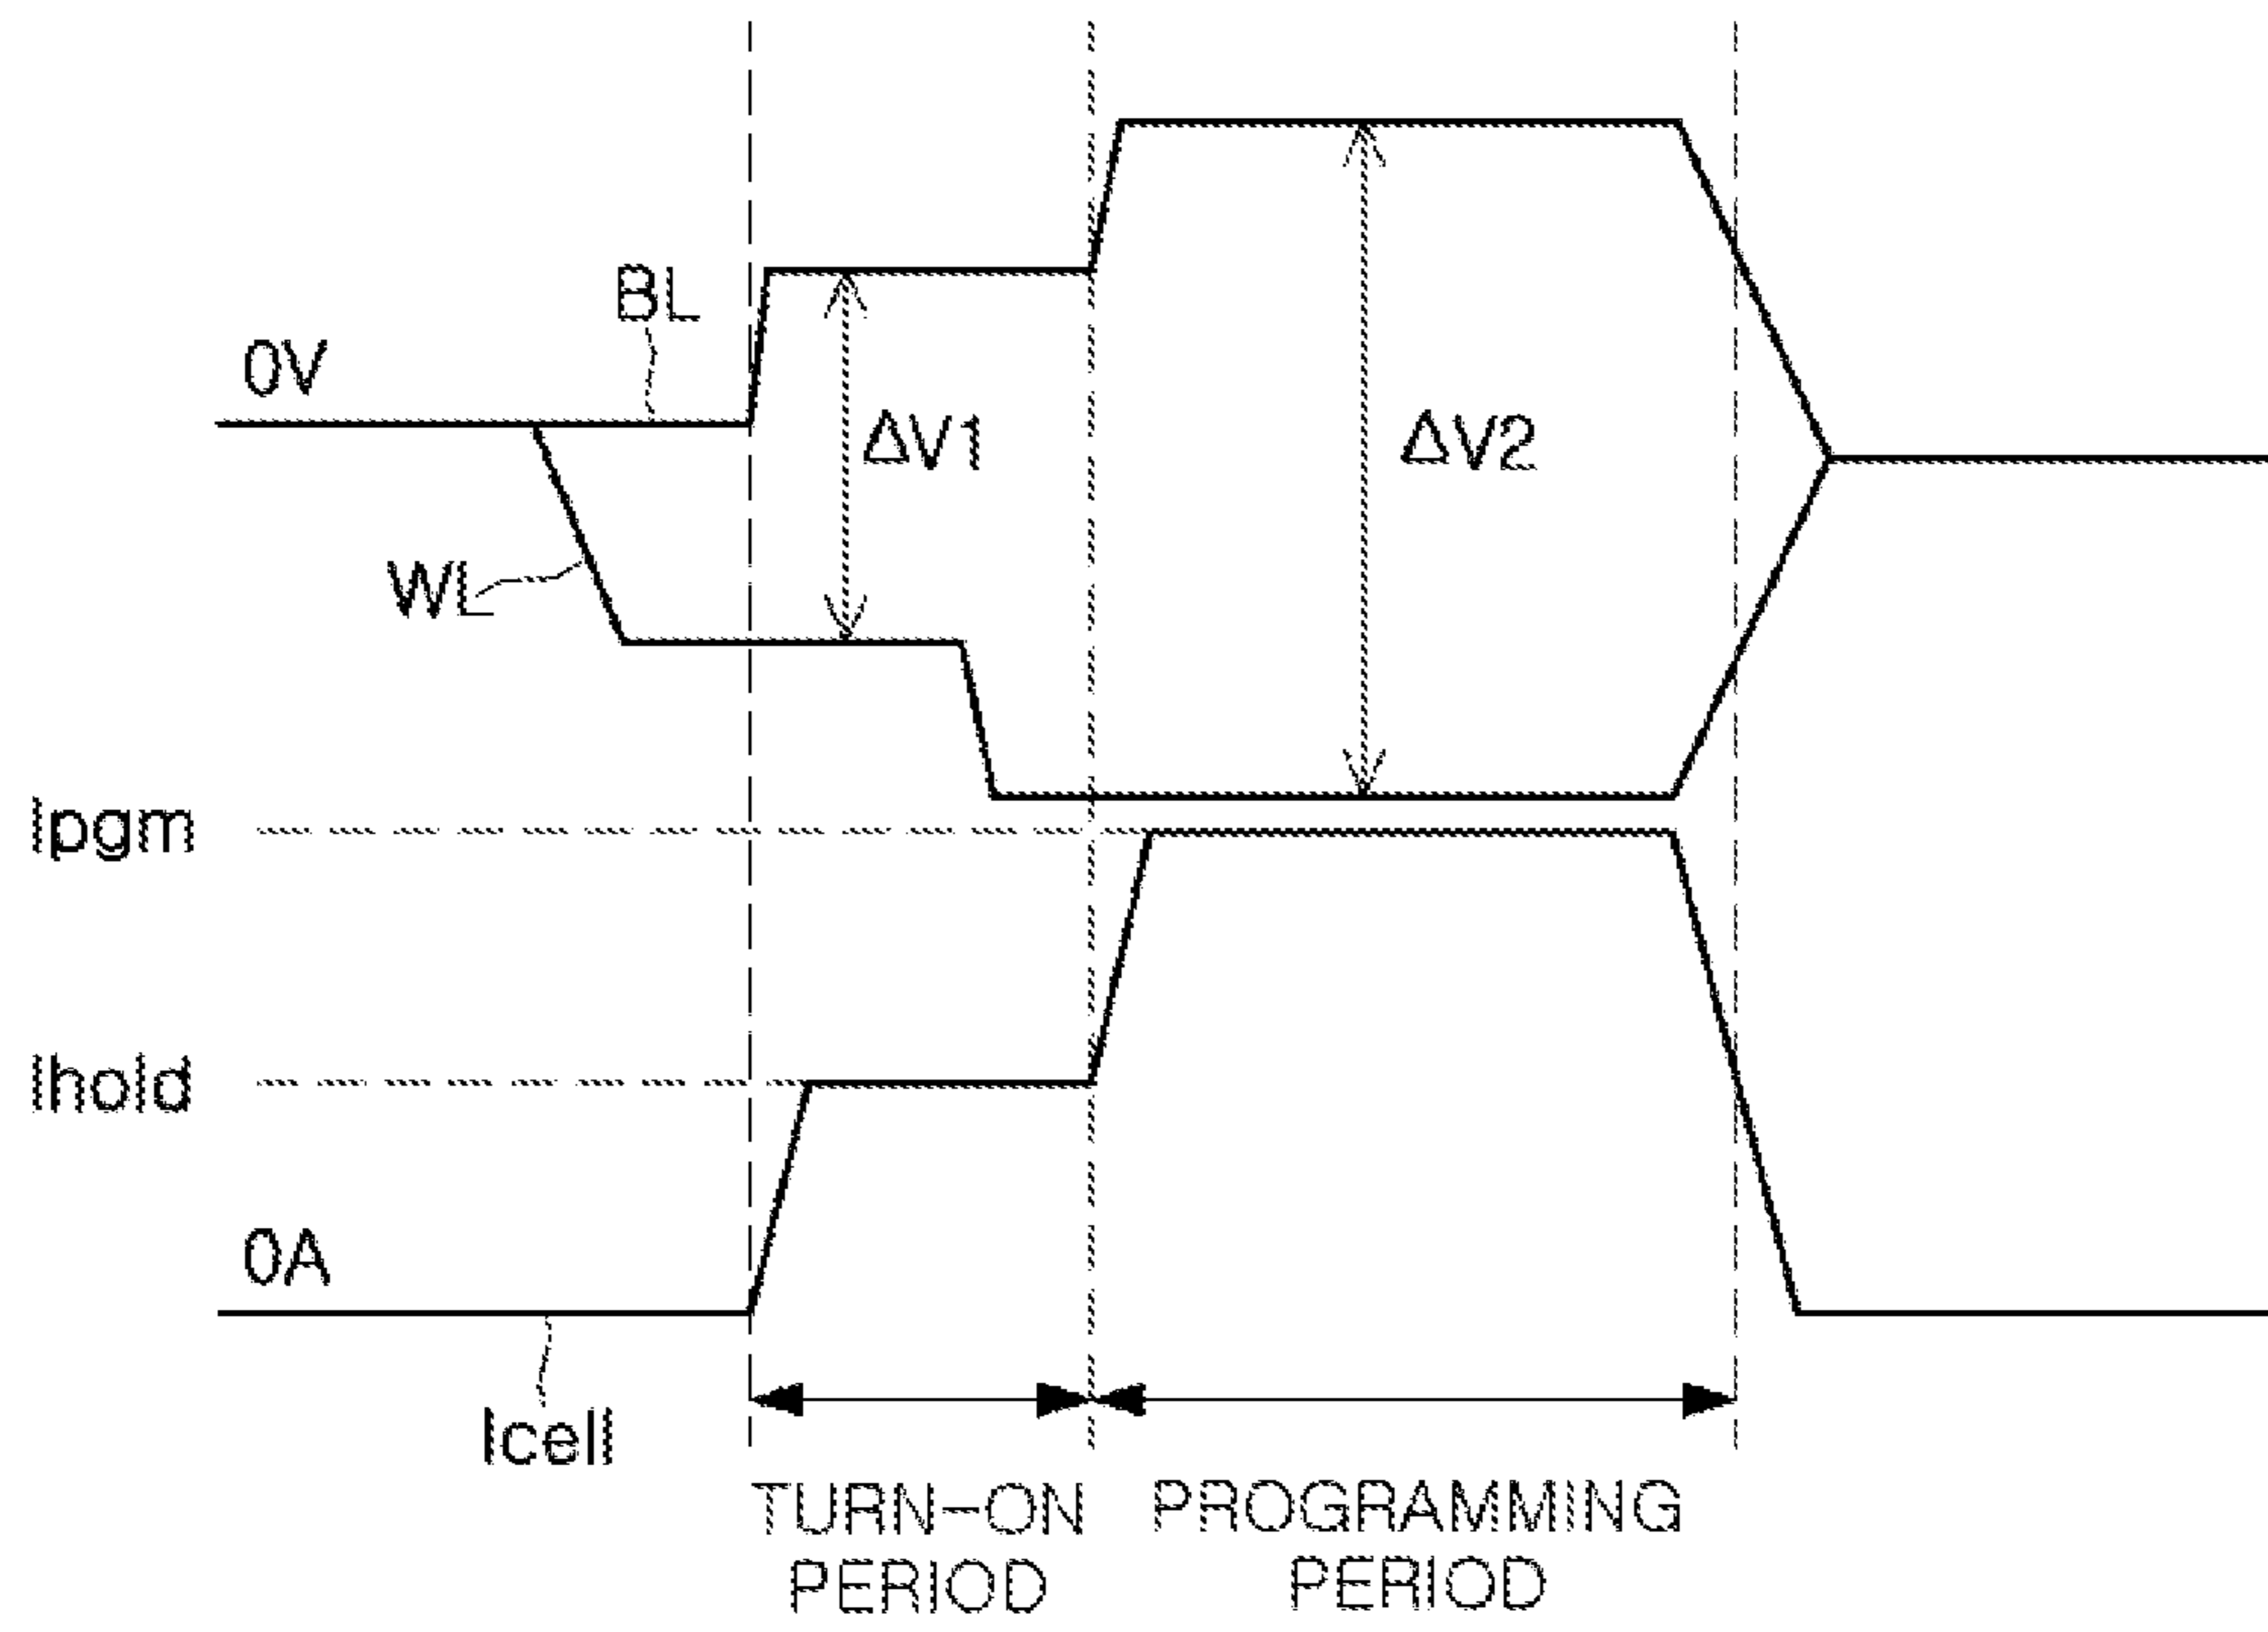 BL
0V
ΔV1
ΔV2
WL
Ipgm
Ihold
0A
Icell
TURN-ON
PERIOD
PROGRAMMING
PERIOD